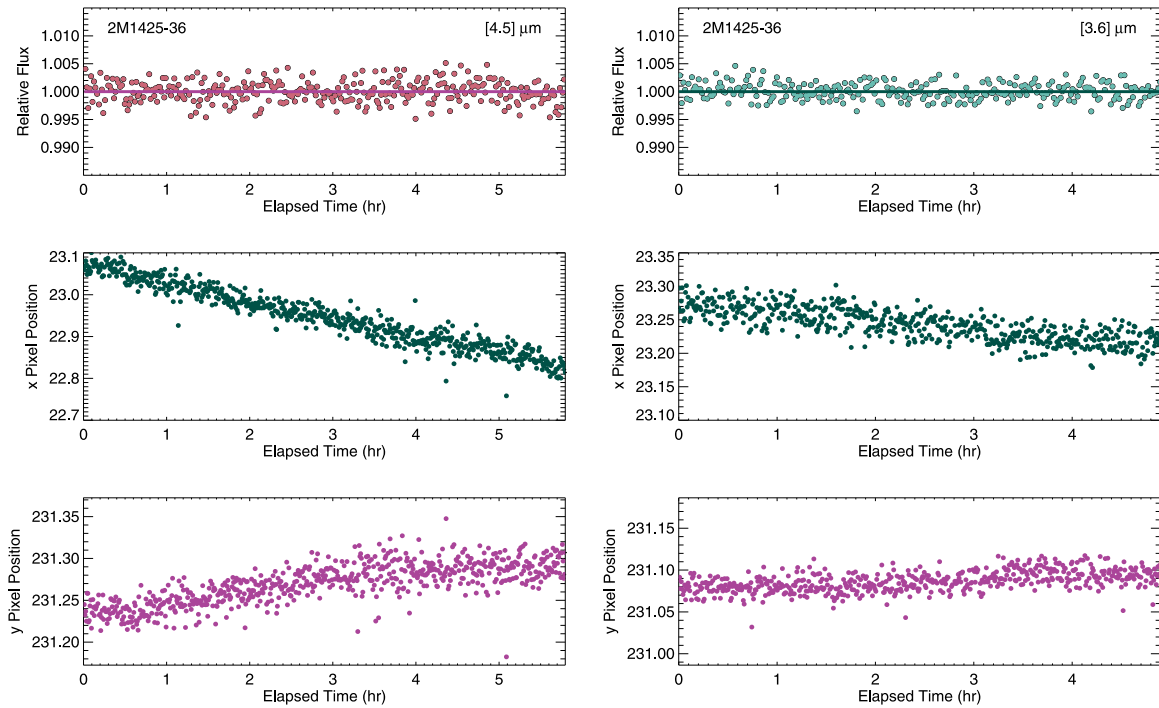 2M1425-36 [4.5] μm
1.010
1.005
1.000
0.995
0.990
Relative Flux
0 1 2 3 4 5
Elapsed Time (hr)
2M1425-36 [3.6] μm
1.010
1.005
1.000
0.995
0.990
Relative Flux
0 1 2 3 4
Elapsed Time (hr)
23.1
23.0
22.9
22.8
22.7
x Pixel Position
0 1 2 3 4 5
Elapsed Time (hr)
23.35
23.30
23.25
23.20
23.15
23.10
x Pixel Position
0 1 2 3 4
Elapsed Time (hr)
231.35
231.30
231.25
231.20
y Pixel Position
0 1 2 3 4 5
Elapsed Time (hr)
231.15
231.10
231.05
231.00
y Pixel Position
0 1 2 3 4
Elapsed Time (hr)